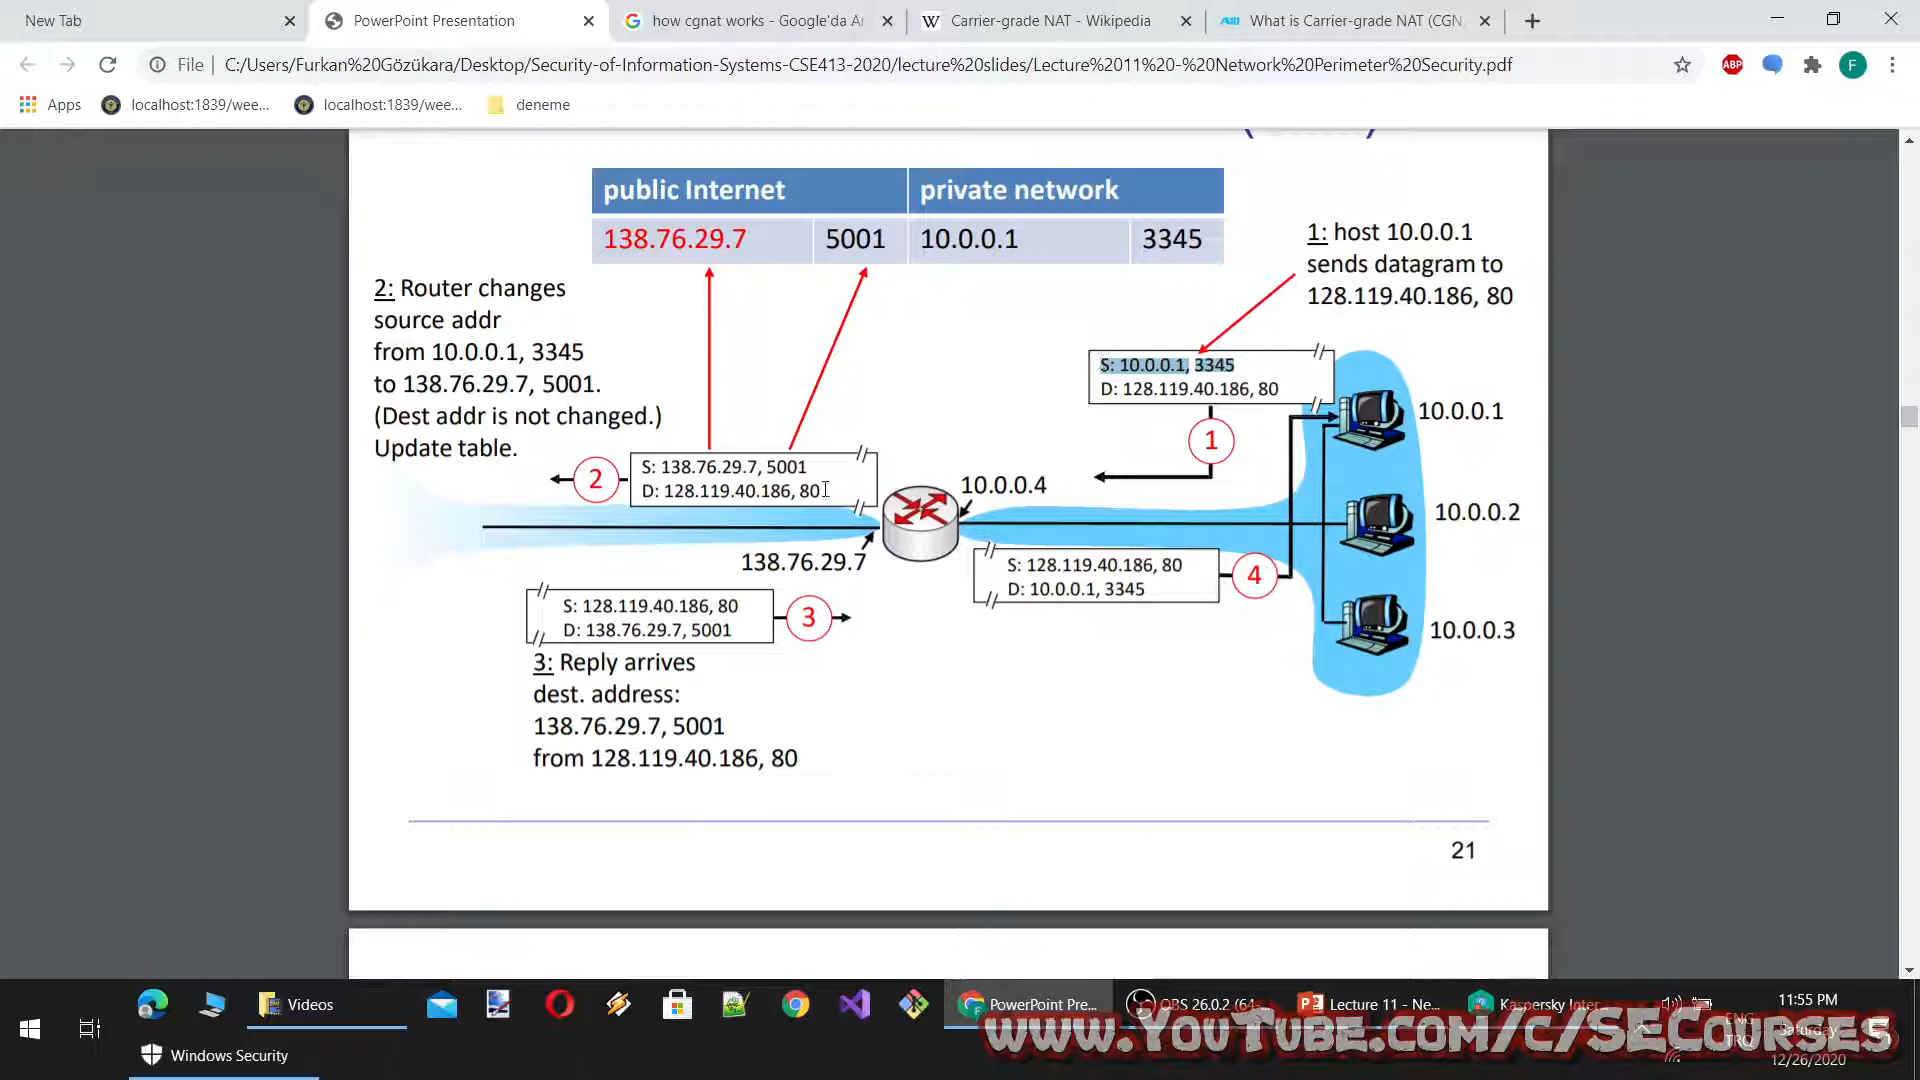 New Tab
PowerPoint Presentation
how cgnat works - Google'da Ar
Carrier-grade NAT - Wikipedia
What is Carrier-grade NAT (CGN,
File
C:/Users/Furkan%20Gözükara/Desktop/Security-of-Information-Systems-CSE413-2020/lecture%20slides/Lecture%2011%20-%20Network%20Perimeter%20Security.pdf
ABP
F
Apps
localhost:1839/wee...
localhost:1839/wee...
deneme
public Internet private network
138.76.29.7 5001 10.0.0.1 3345
1: host 10.0.0.1
sends datagram to
128.119.40.186, 80
2: Router changes
source addr
from 10.0.0.1, 3345
to 138.76.29.7, 5001.
(Dest addr is not changed.)
Update table.
S: 10.0.0.1, 3345
D: 128.119.40.186, 80
1
10.0.0.1
S: 138.76.29.7, 5001
D: 128.119.40.186, 80
2
10.0.0.4
10.0.0.2
138.76.29.7
S: 128.119.40.186, 80
D: 10.0.0.1, 3345
4
S: 128.119.40.186, 80
D: 138.76.29.7, 5001
3
10.0.0.3
3: Reply arrives
dest. address:
138.76.29.7, 5001
from 128.119.40.186, 80
21
Videos
PowerPoint Pre...
OBS 26.0.2 (64-...
Lecture 11 - Ne...
Kaspersky Inter...
11:55 PM
ENG
Saturday
TRQ
12/26/2020
Windows Security
www.YouTube.com/c/SECourses